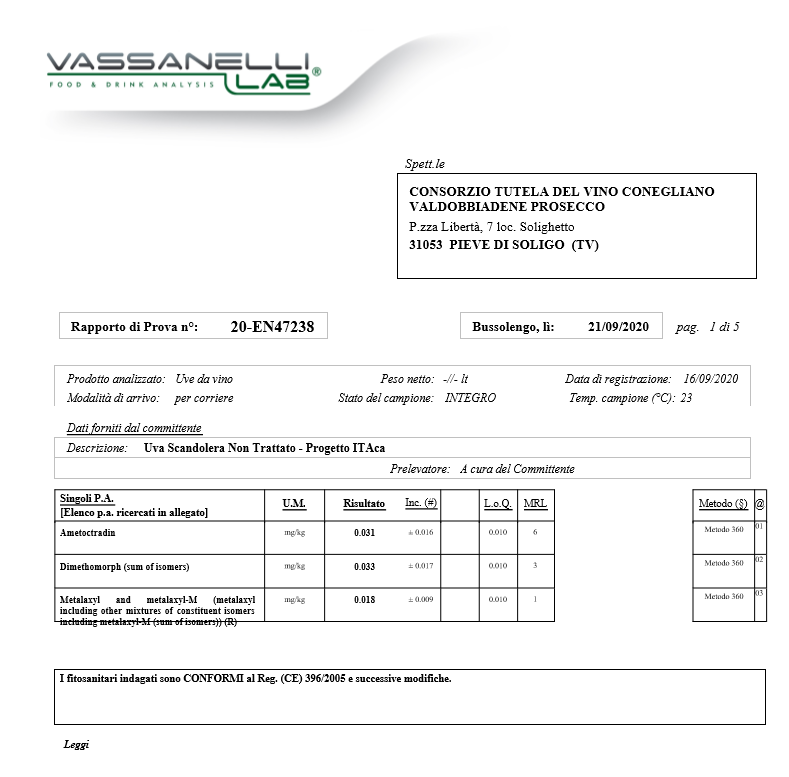 VASSANELLI
LAB®
FOOD & DRINK ANALYSIS
Spett.le
CONSORZIO TUTELA DEL VINO CONEGLIANO
VALDOBBIADENE PROSECCO
P.zza Libertà, 7 loc. Solighetto
31053 PIEVE DI SOLIGO (TV)
Rapporto di Prova n°: 20-EN47238
Bussolengo, lì: 21/09/2020 pag. 1 di 5
Prodotto analizzato: Uve da vino Peso netto: -//- lt Data di registrazione: 16/09/2020
Modalità di arrivo: per corriere Stato del campione: INTEGRO Temp. campione (°C): 23
Dati forniti dal committente
Descrizione: Uva Scandolera Non Trattato - Progetto ITAca
Prelevatore: A cura del Committente
Singoli P.A.
[Elenco p.a. ricercati in allegato] U.M. Risultato Inc. (#) L.o.Q. MRL Metodo (§) @
Ametoctradin mg/kg 0.031 ± 0.016 0.010 6 Metodo 360 01
Dimethomorph (sum of isomers) mg/kg 0.033 ± 0.017 0.010 3 Metodo 360 02
Metalaxyl and metalaxyl-M (metalaxyl mg/kg 0.018 ± 0.009 0.010 1 Metodo 360 03
including other mixtures of constituent isomers
including metalaxyl-M (sum of isomers)) (R)
I fitosanitari indagati sono CONFORMI al Reg. (CE) 396/2005 e successive modifiche.
Leggi